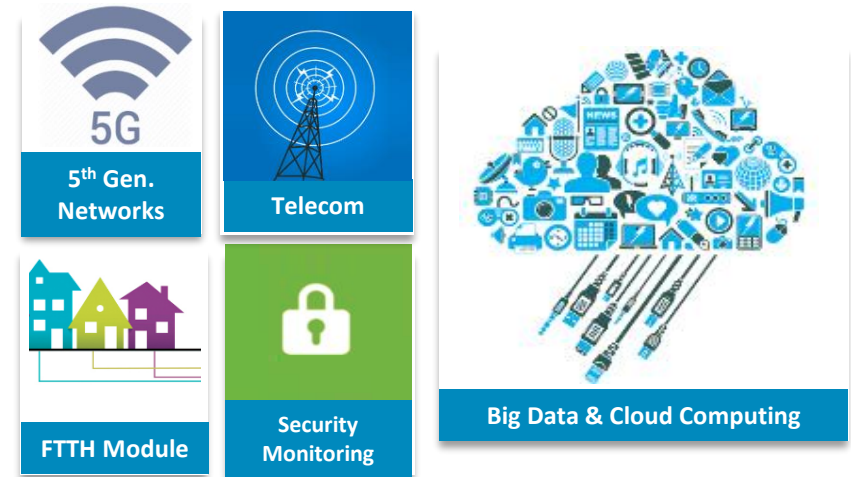 5G
5th Gen.
Networks
Telecom
NEWS
FTTH Module
Security
Monitoring
Big Data & Cloud Computing